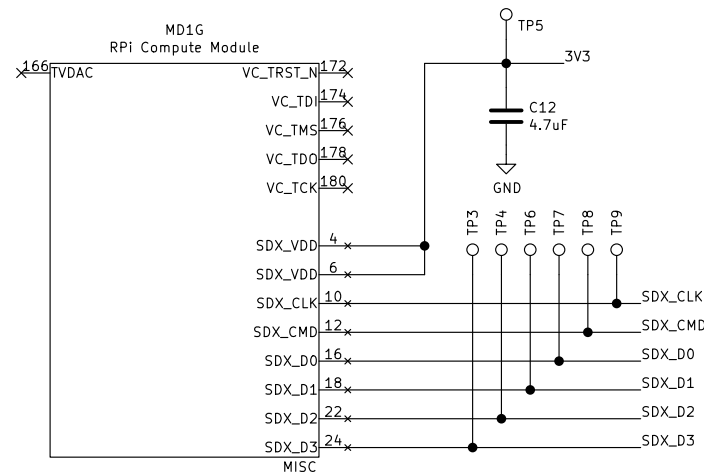 TP5
MD1G
RPi Compute Module
3V3
166 TVDAC VC_TRST_N 172
VC_TDI 174
C12
VC_TMS 176
4.7uF
VC_TDO 178
VC_TCK 180
GND
TP3 TP4 TP6 TP7 TP8 TP9
SDX_VDD 4
SDX_VDD 6
SDX_CLK 10 SDX_CLK
SDX_CMD 12 SDX_CMD
SDX_D0 16 SDX_D0
SDX_D1 18 SDX_D1
SDX_D2 22 SDX_D2
SDX_D3 24 SDX_D3
MISC